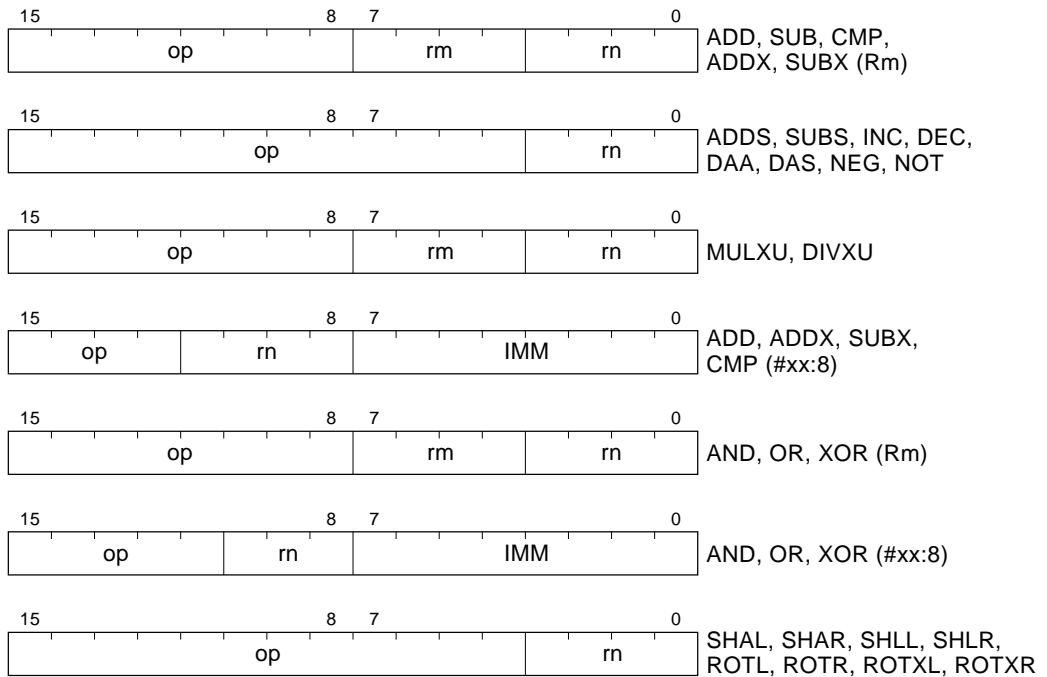 15 8 7 0
op rm rn ADD, SUB, CMP,
ADDX, SUBX (Rm)
15 8 7 0
op rn ADDS, SUBS, INC, DEC,
DAA, DAS, NEG, NOT
15 8 7 0
op rm rn MULXU, DIVXU
15 8 7 0
op rn IMM ADD, ADDX, SUBX,
CMP (#xx:8)
15 8 7 0
op rm rn AND, OR, XOR (Rm)
15 8 7 0
op rn IMM AND, OR, XOR (#xx:8)
15 8 7 0
op rn SHAL, SHAR, SHLL, SHLR,
ROTL, ROTR, ROTXL, ROTXR